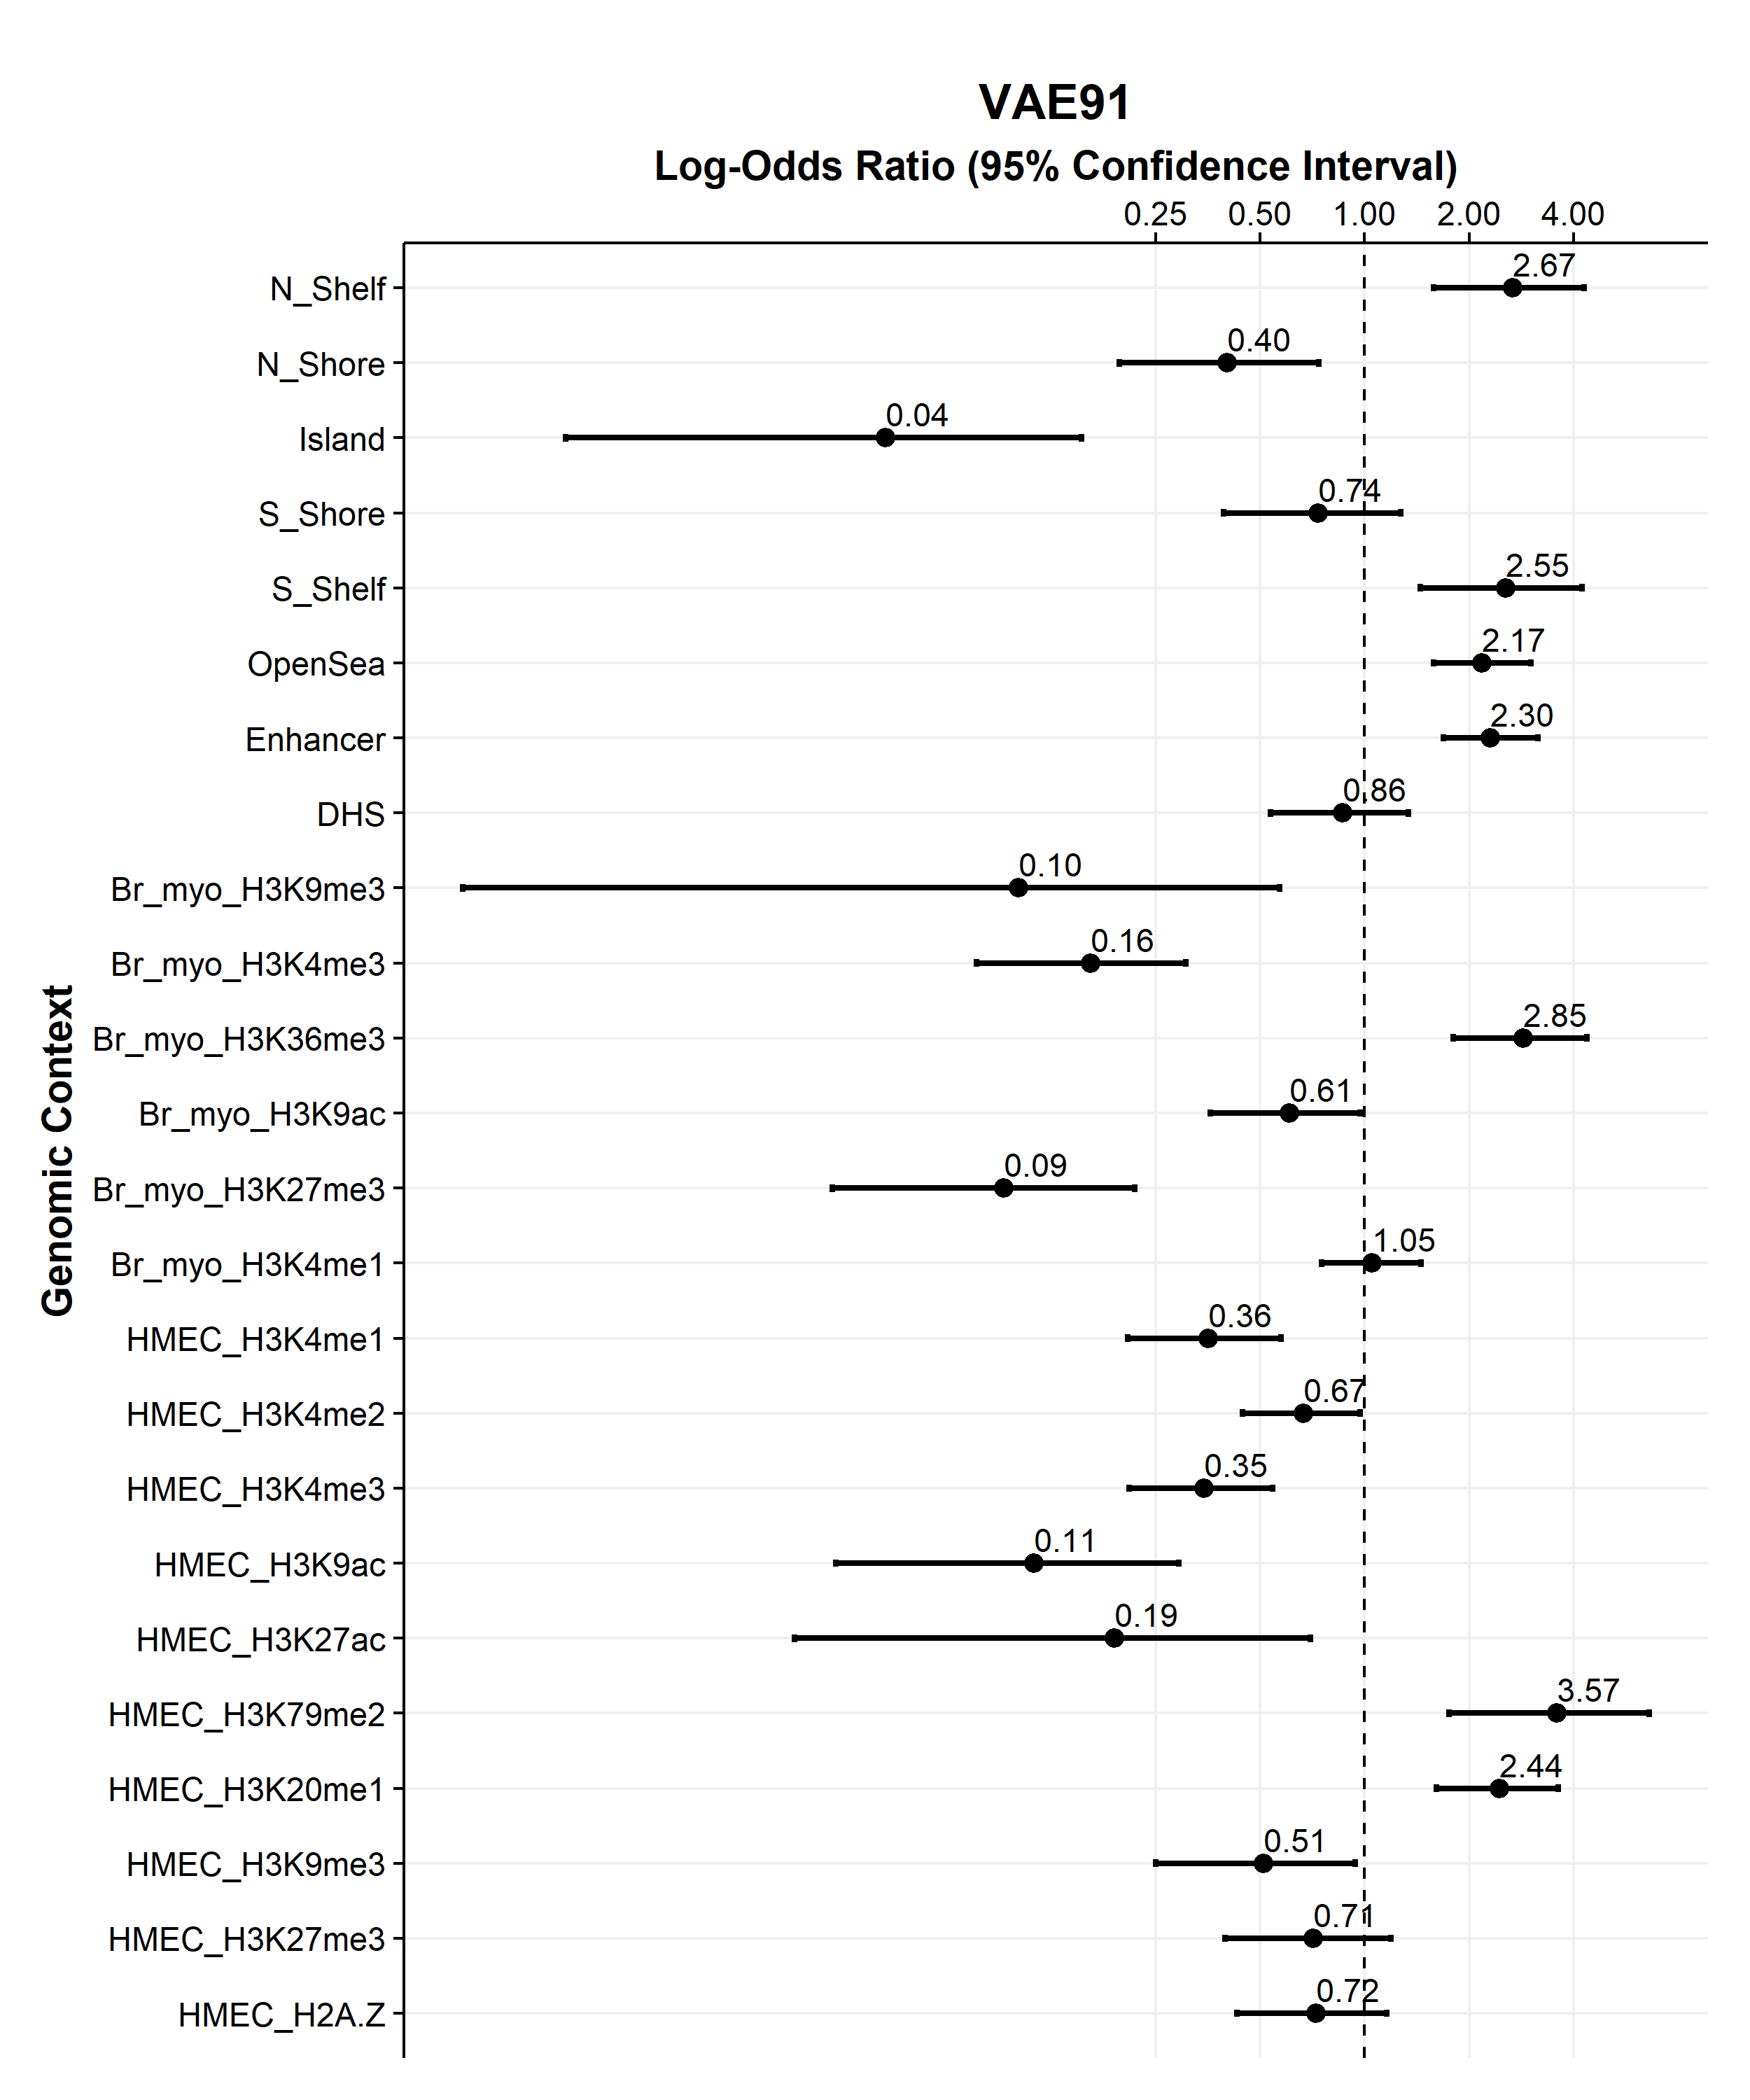 VAE91
Log-Odds Ratio (95% Confidence Interval)
0.25 0.50 1.00 2.00 4.00
N_Shelf 2.67
N_Shore 0.40
Island 0.04
S_Shore 0.74
S_Shelf 2.55
OpenSea 2.17
Enhancer 2.30
DHS 0.86
Br_myo_H3K9me3 0.10
Br_myo_H3K4me3 0.16
Br_myo_H3K36me3 2.85
Br_myo_H3K9ac 0.61
Br_myo_H3K27me3 0.09
Br_myo_H3K4me1 1.05
HMEC_H3K4me1 0.36
HMEC_H3K4me2 0.67
HMEC_H3K4me3 0.35
HMEC_H3K9ac 0.11
HMEC_H3K27ac 0.19
HMEC_H3K79me2 3.57
HMEC_H3K20me1 2.44
HMEC_H3K9me3 0.51
HMEC_H3K27me3 0.71
HMEC_H2A.Z 0.72
Genomic Context